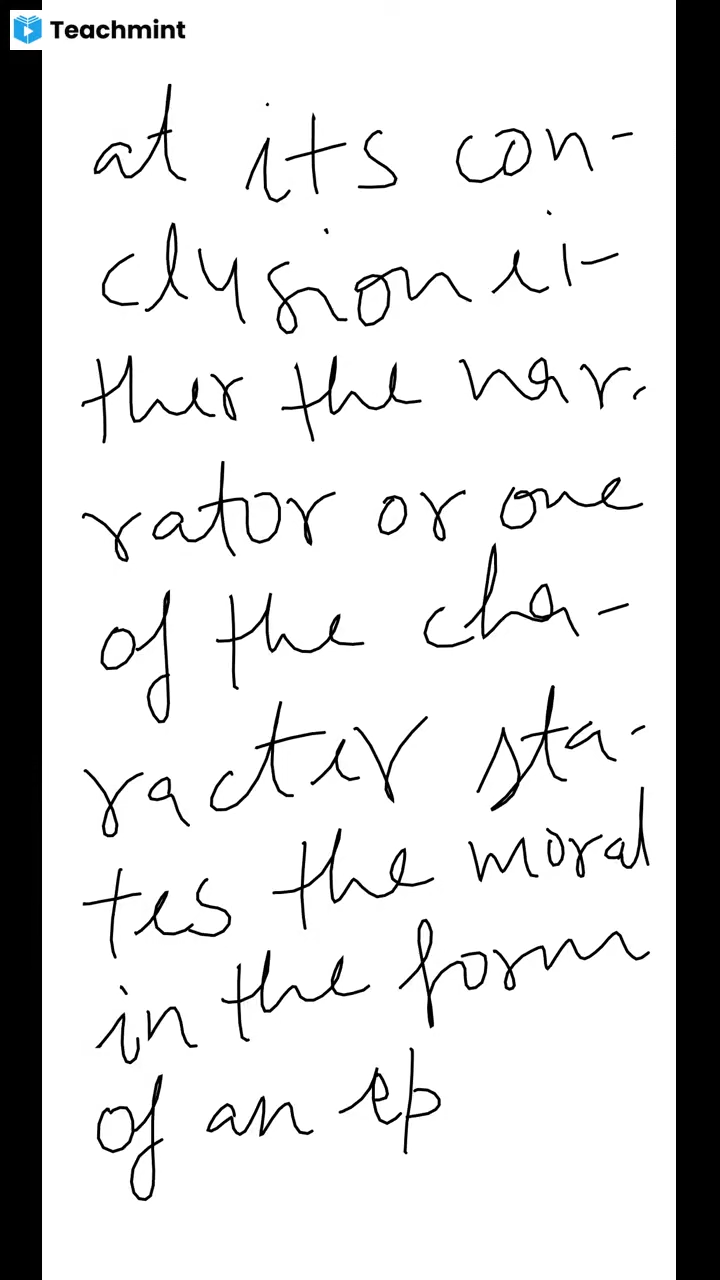 Teachmint
at its con-
clusion ei-
ther the nar-
rator or one
of the cha-
racter sta-
tes the moral
in the form
of an ep